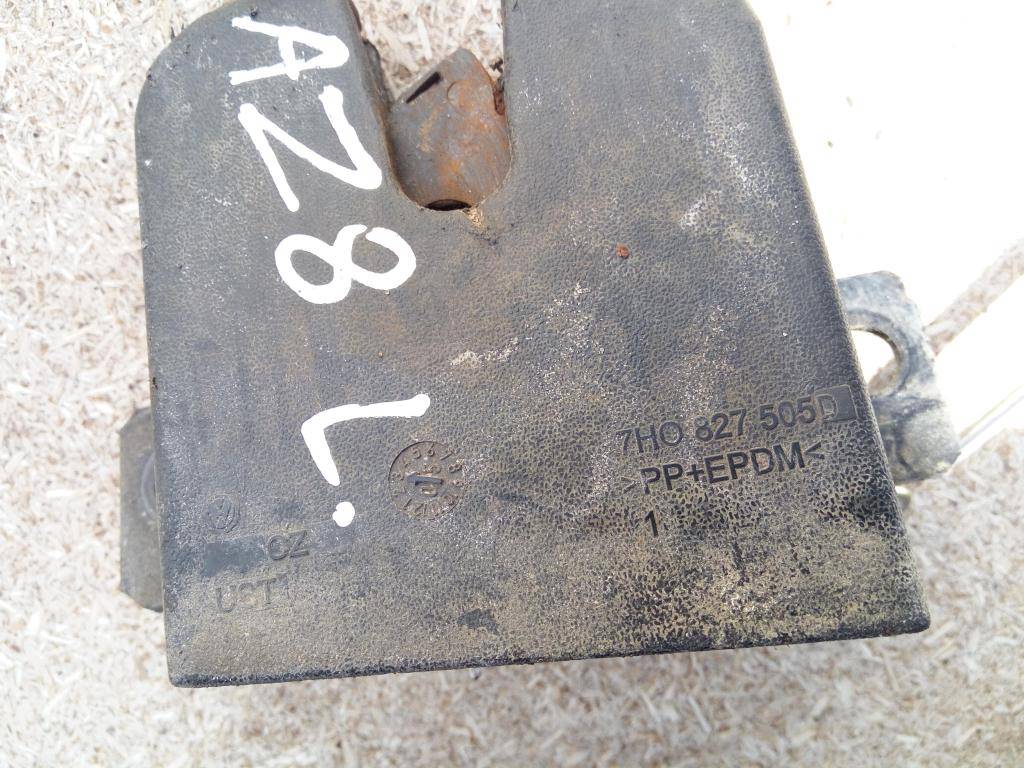 AZ8 L.
7H0 827 505D
>PP+EPDM<
1
CZ